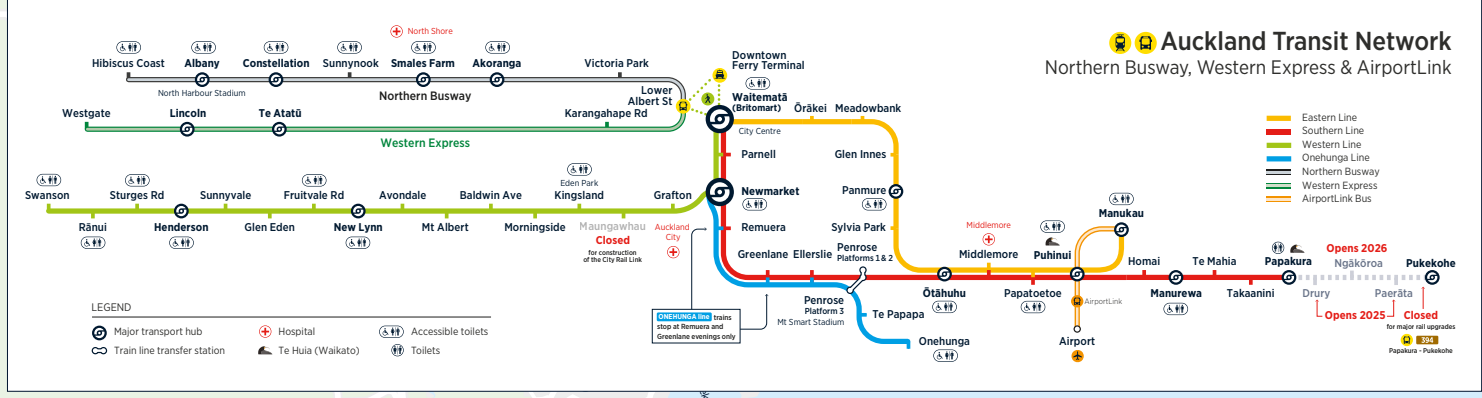 Auckland Transit Network
Northern Busway, Western Express & AirportLink
North Shore
Hibiscus Coast
Albany
Constellation
Sunnynook
Smales Farm
Akoranga
Victoria Park
North Harbour Stadium
Northern Busway
Lower
Albert St
Downtown
Ferry Terminal
Waitematā
(Britomart)
City Centre
Westgate
Lincoln
Te Atatū
Karangahape Rd
Western Express
Ōrākei
Meadowbank
Parnell
Glen Innes
Newmarket
Panmure
Remuera
Sylvia Park
Swanson
Sturges Rd
Sunnyvale
Fruitvale Rd
Avondale
Baldwin Ave
Eden Park
Kingsland
Grafton
Rānui
Henderson
Glen Eden
New Lynn
Mt Albert
Morningside
Maungawhau
Closed
for construction
of the City Rail Link
Auckland
City
Greenlane
Ellerslie
Penrose
Platforms 1 & 2
Penrose
Platform 3
Mt Smart Stadium
Te Papapa
Onehunga
ONEHUNGA line trains
stop at Remuera and
Greenlane evenings only
Ōtāhuhu
Middlemore
Middlemore
Papatoetoe
Puhinui
Manukau
AirportLink
Airport
Homai
Manurewa
Te Mahia
Takaanini
Papakura
Opens 2026
Ngākōroa
Drury
Paerāta
Opens 2025
Pukekohe
Closed
for major rail upgrades
394
Papakura - Pukekohe
Eastern Line
Southern Line
Western Line
Onehunga Line
Northern Busway
Western Express
AirportLink Bus
LEGEND
Major transport hub
Train line transfer station
Hospital
Te Huia (Waikato)
Accessible toilets
Toilets